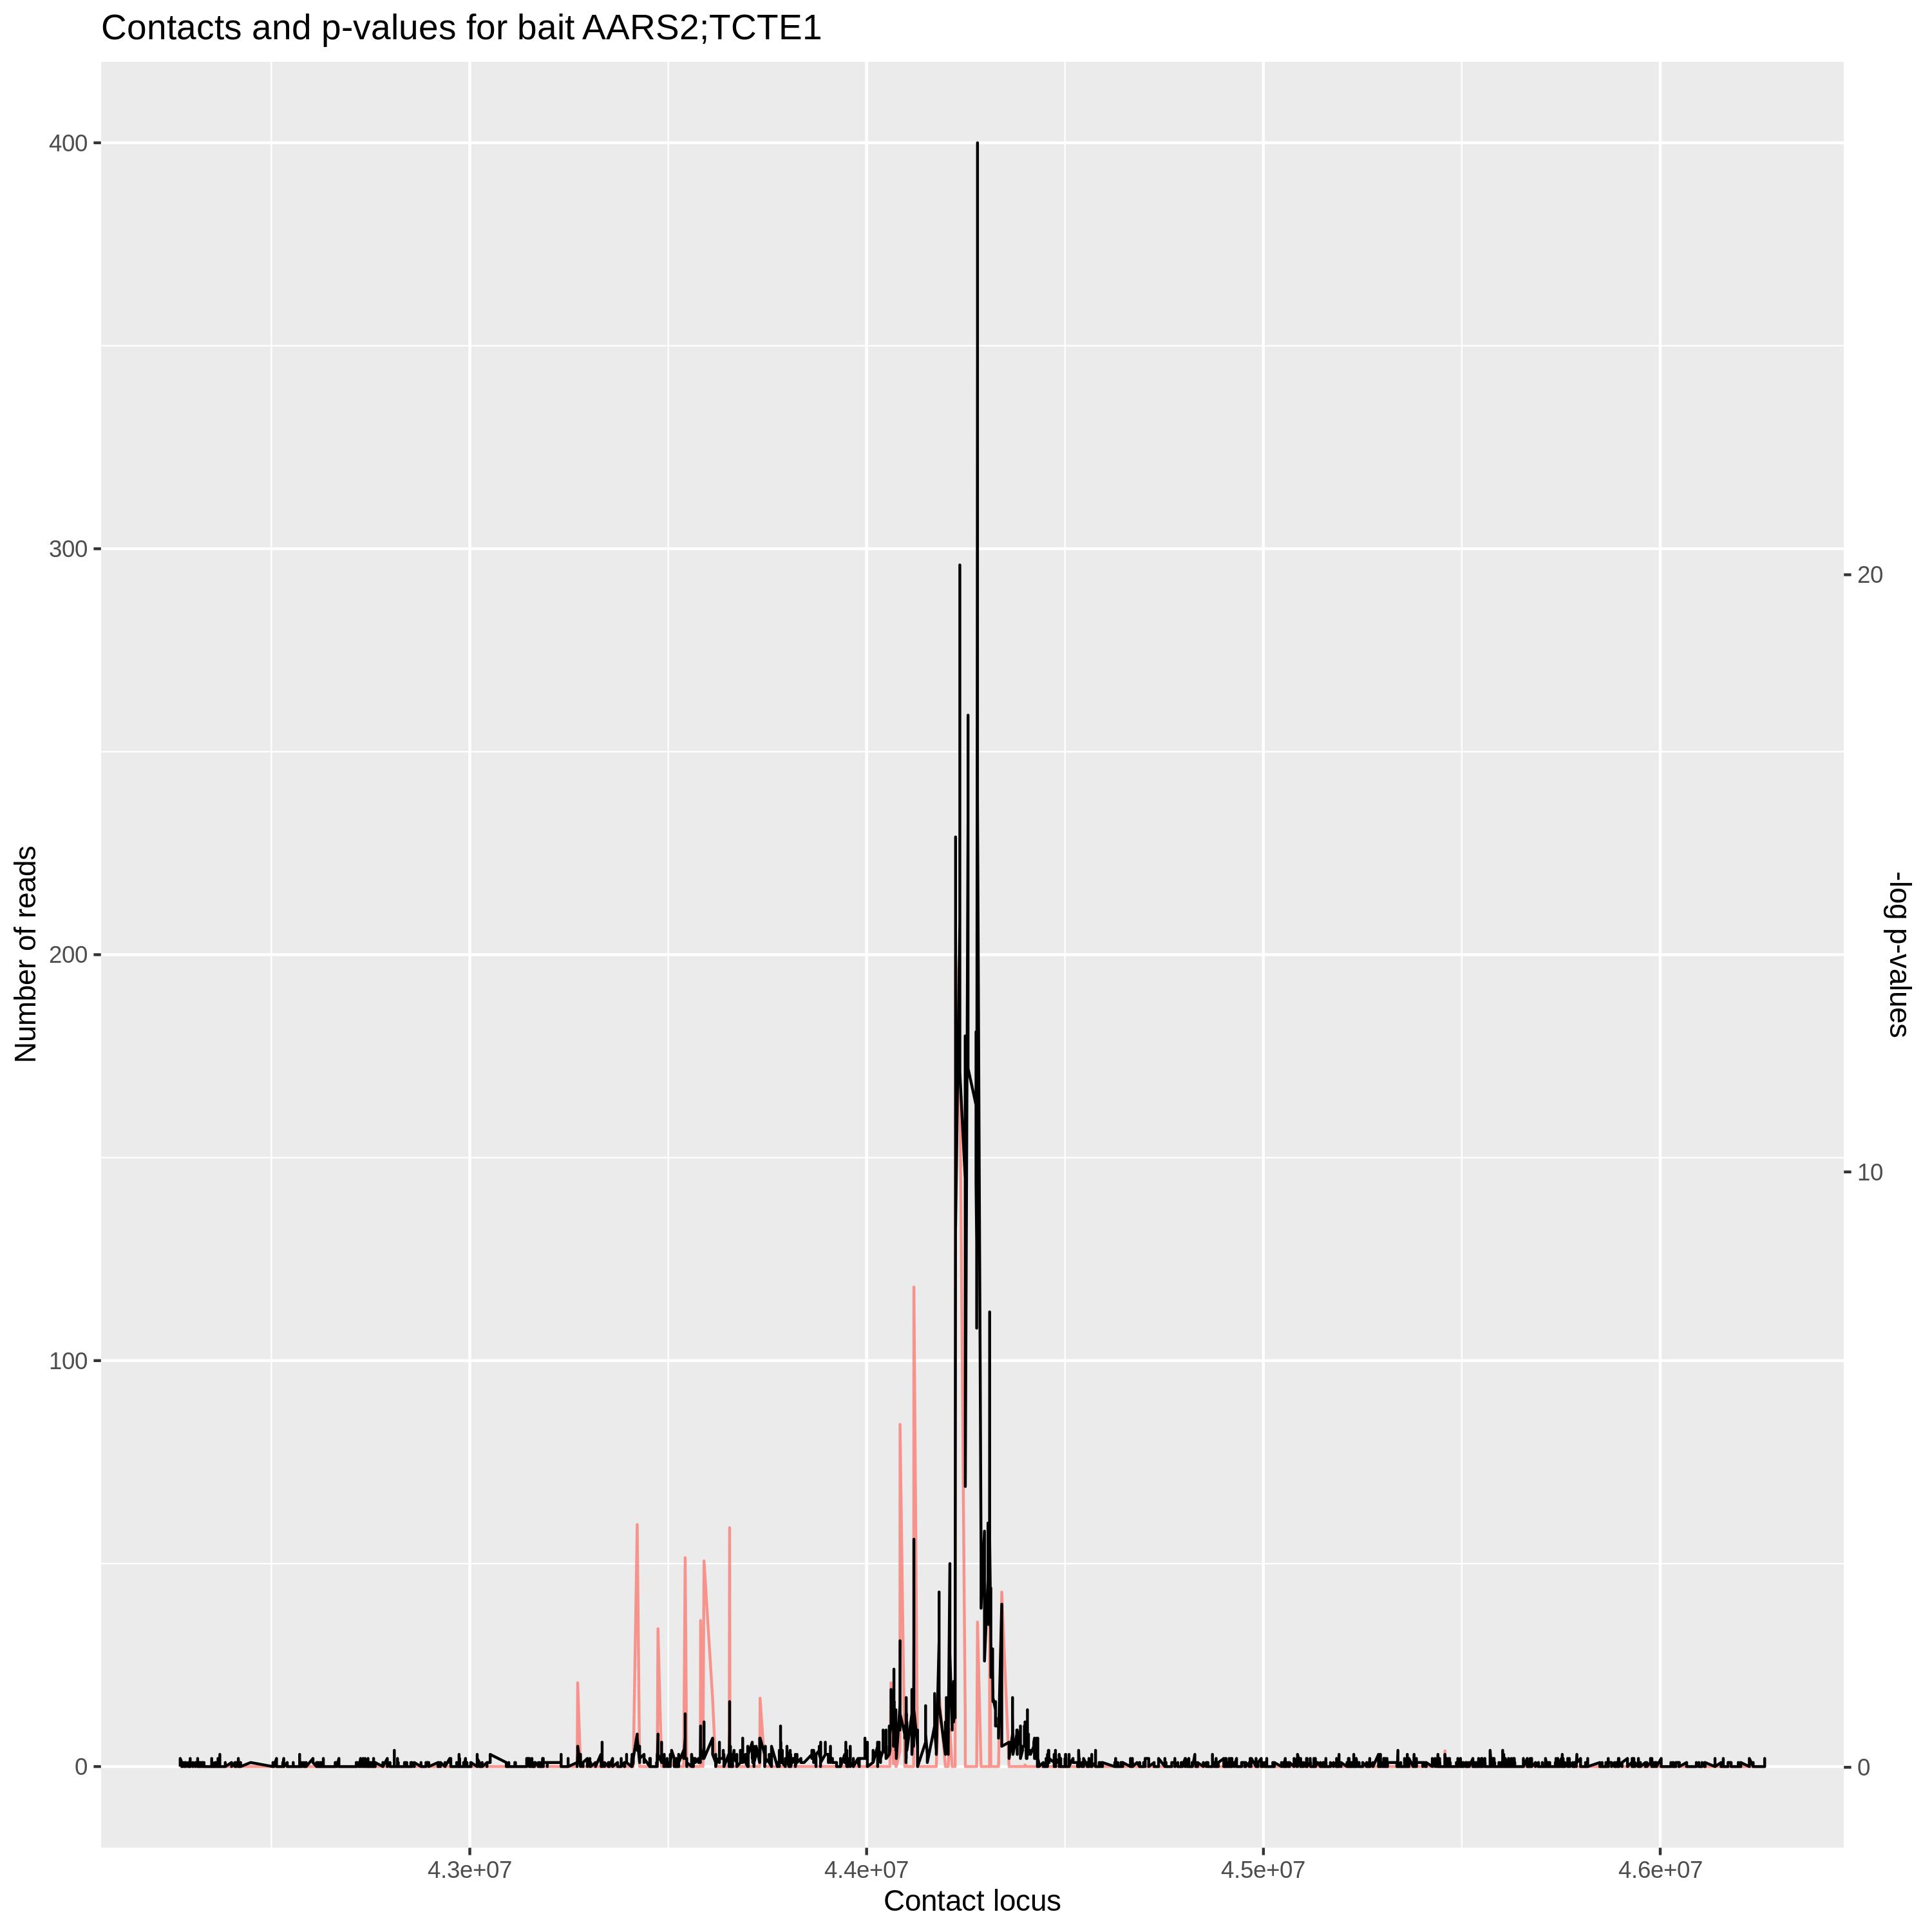 Contacts and p-values for bait AARS2;TCTE1
400
300
200
100
0
20
10
0
Number of reads
-log p-values
4.3e+07
4.4e+07
4.5e+07
4.6e+07
Contact locus